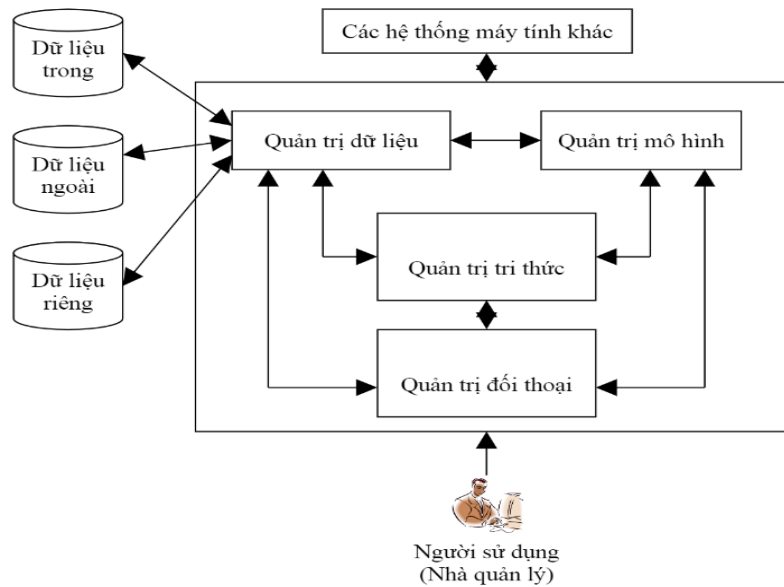 Dữ liệu
trong
Các hệ thống máy tính khác
Dữ liệu
ngoài
Quản trị dữ liệu
Quản trị mô hình
Dữ liệu
riêng
Quản trị tri thức
Quản trị đối thoại
Người sử dụng
(Nhà quản lý)